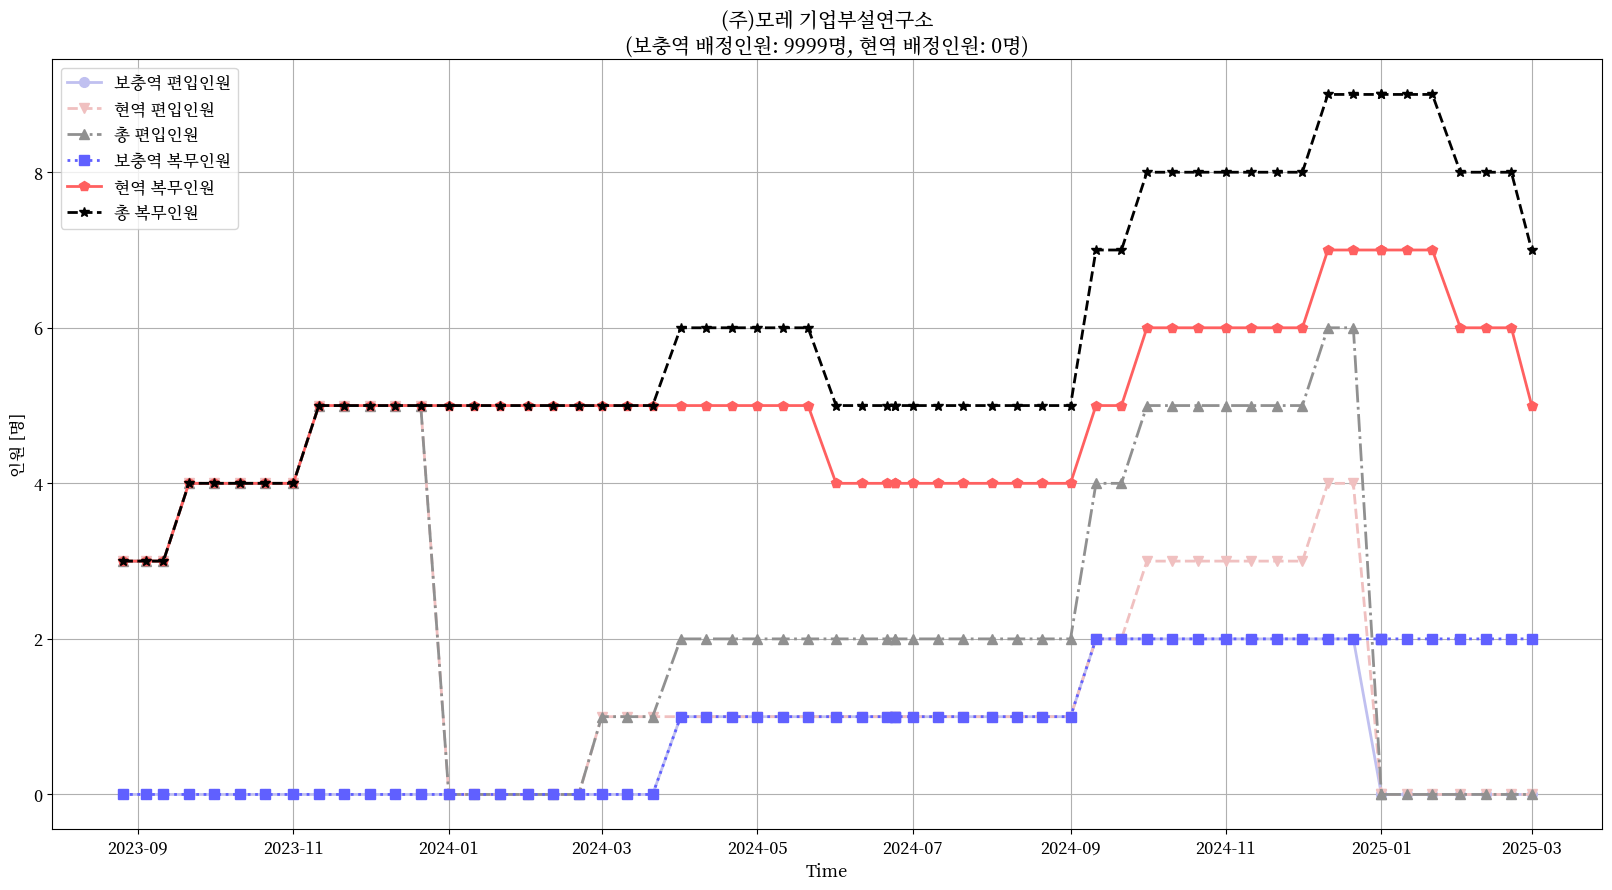 (주)모레 기업부설연구소
(보충역 배정인원: 9999명, 현역 배정인원: 0명)
보충역 편입인원
현역 편입인원
총 편입인원
보충역 복무인원
현역 복무인원
총 복무인원
인원 [명]
8
6
4
2
0
2023-09
2023-11
2024-01
2024-03
2024-05
2024-07
2024-09
2024-11
2025-01
2025-03
Time